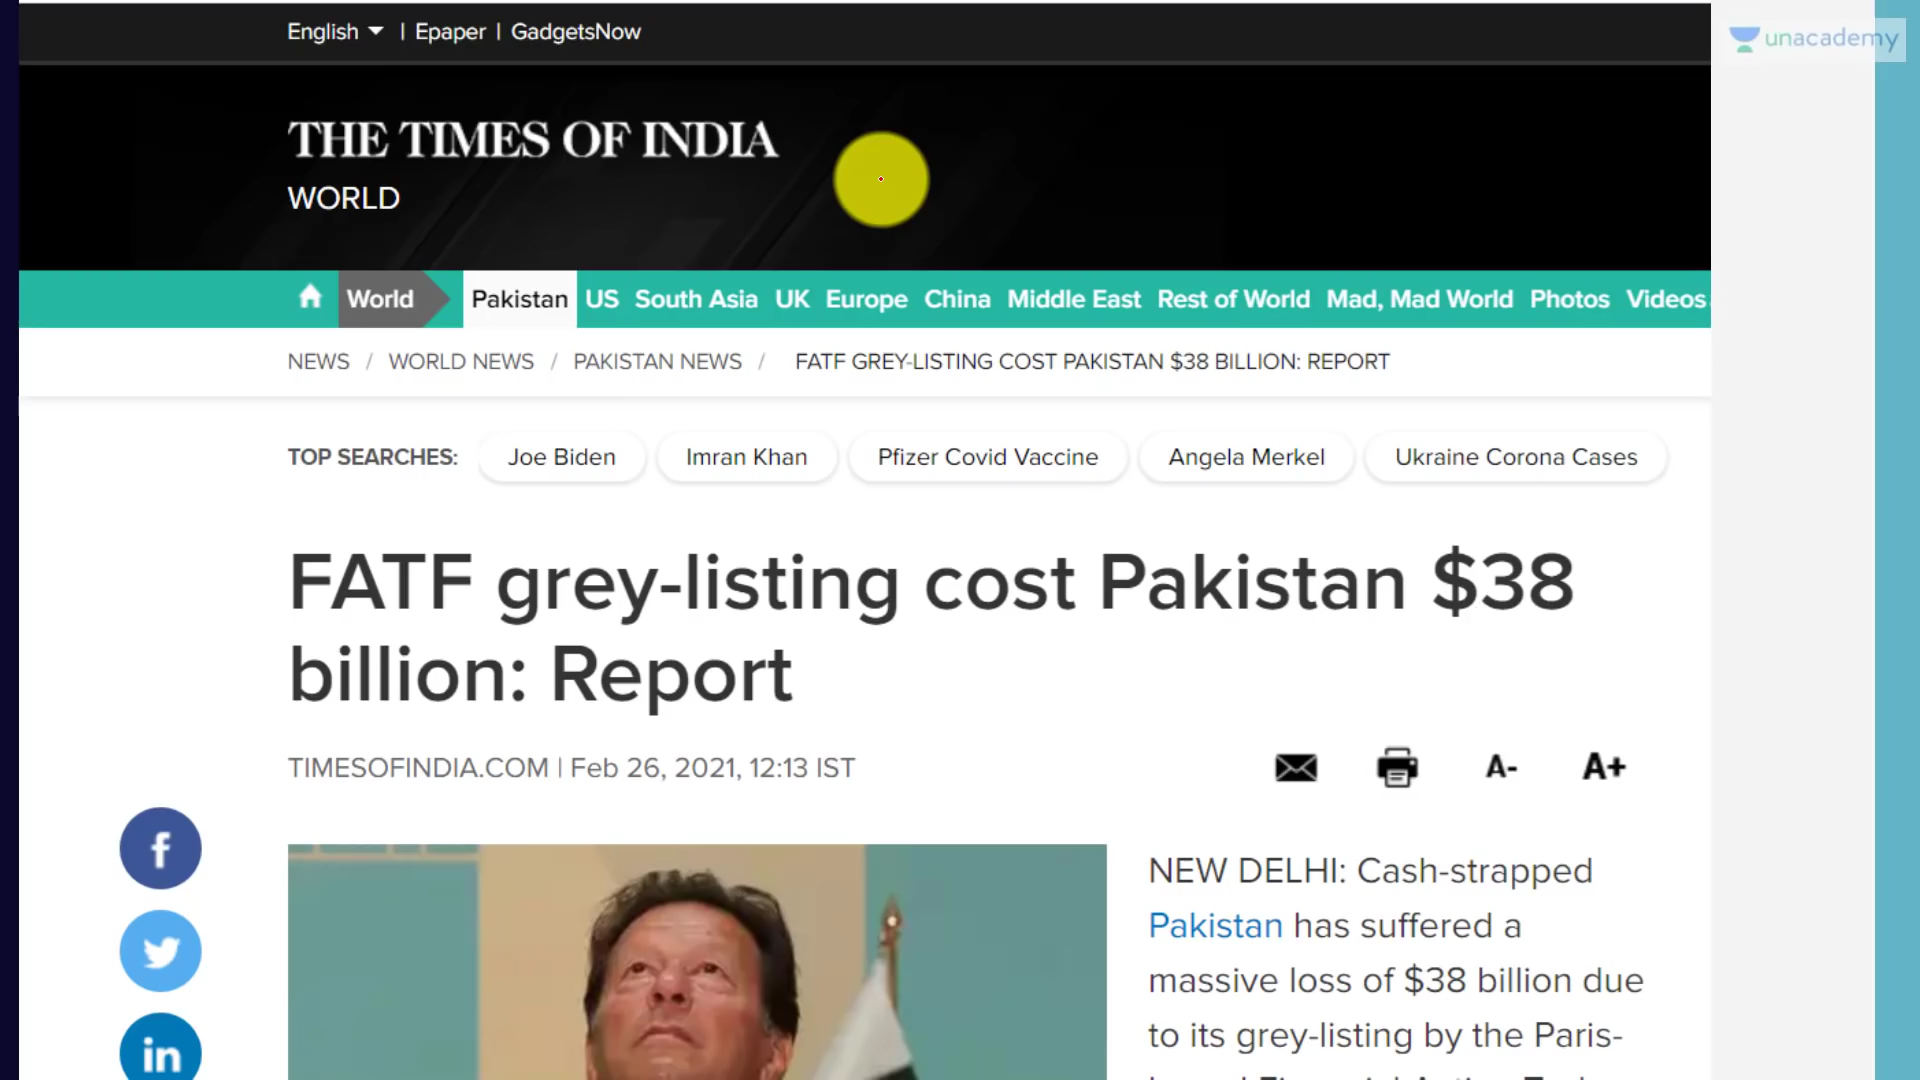 English | Epaper | GadgetsNow
unacademy
THE TIMES OF INDIA
WORLD
World Pakistan US South Asia UK Europe China Middle East Rest of World Mad, Mad World Photos Videos
NEWS / WORLD NEWS / PAKISTAN NEWS / FATF GREY-LISTING COST PAKISTAN $38 BILLION: REPORT
TOP SEARCHES: Joe Biden Imran Khan Pfizer Covid Vaccine Angela Merkel Ukraine Corona Cases
FATF grey-listing cost Pakistan $38
billion: Report
TIMESOFINDIA.COM | Feb 26, 2021, 12:13 IST
A- A+
f
in
NEW DELHI: Cash-strapped
Pakistan has suffered a
massive loss of $38 billion due
to its grey-listing by the Paris-